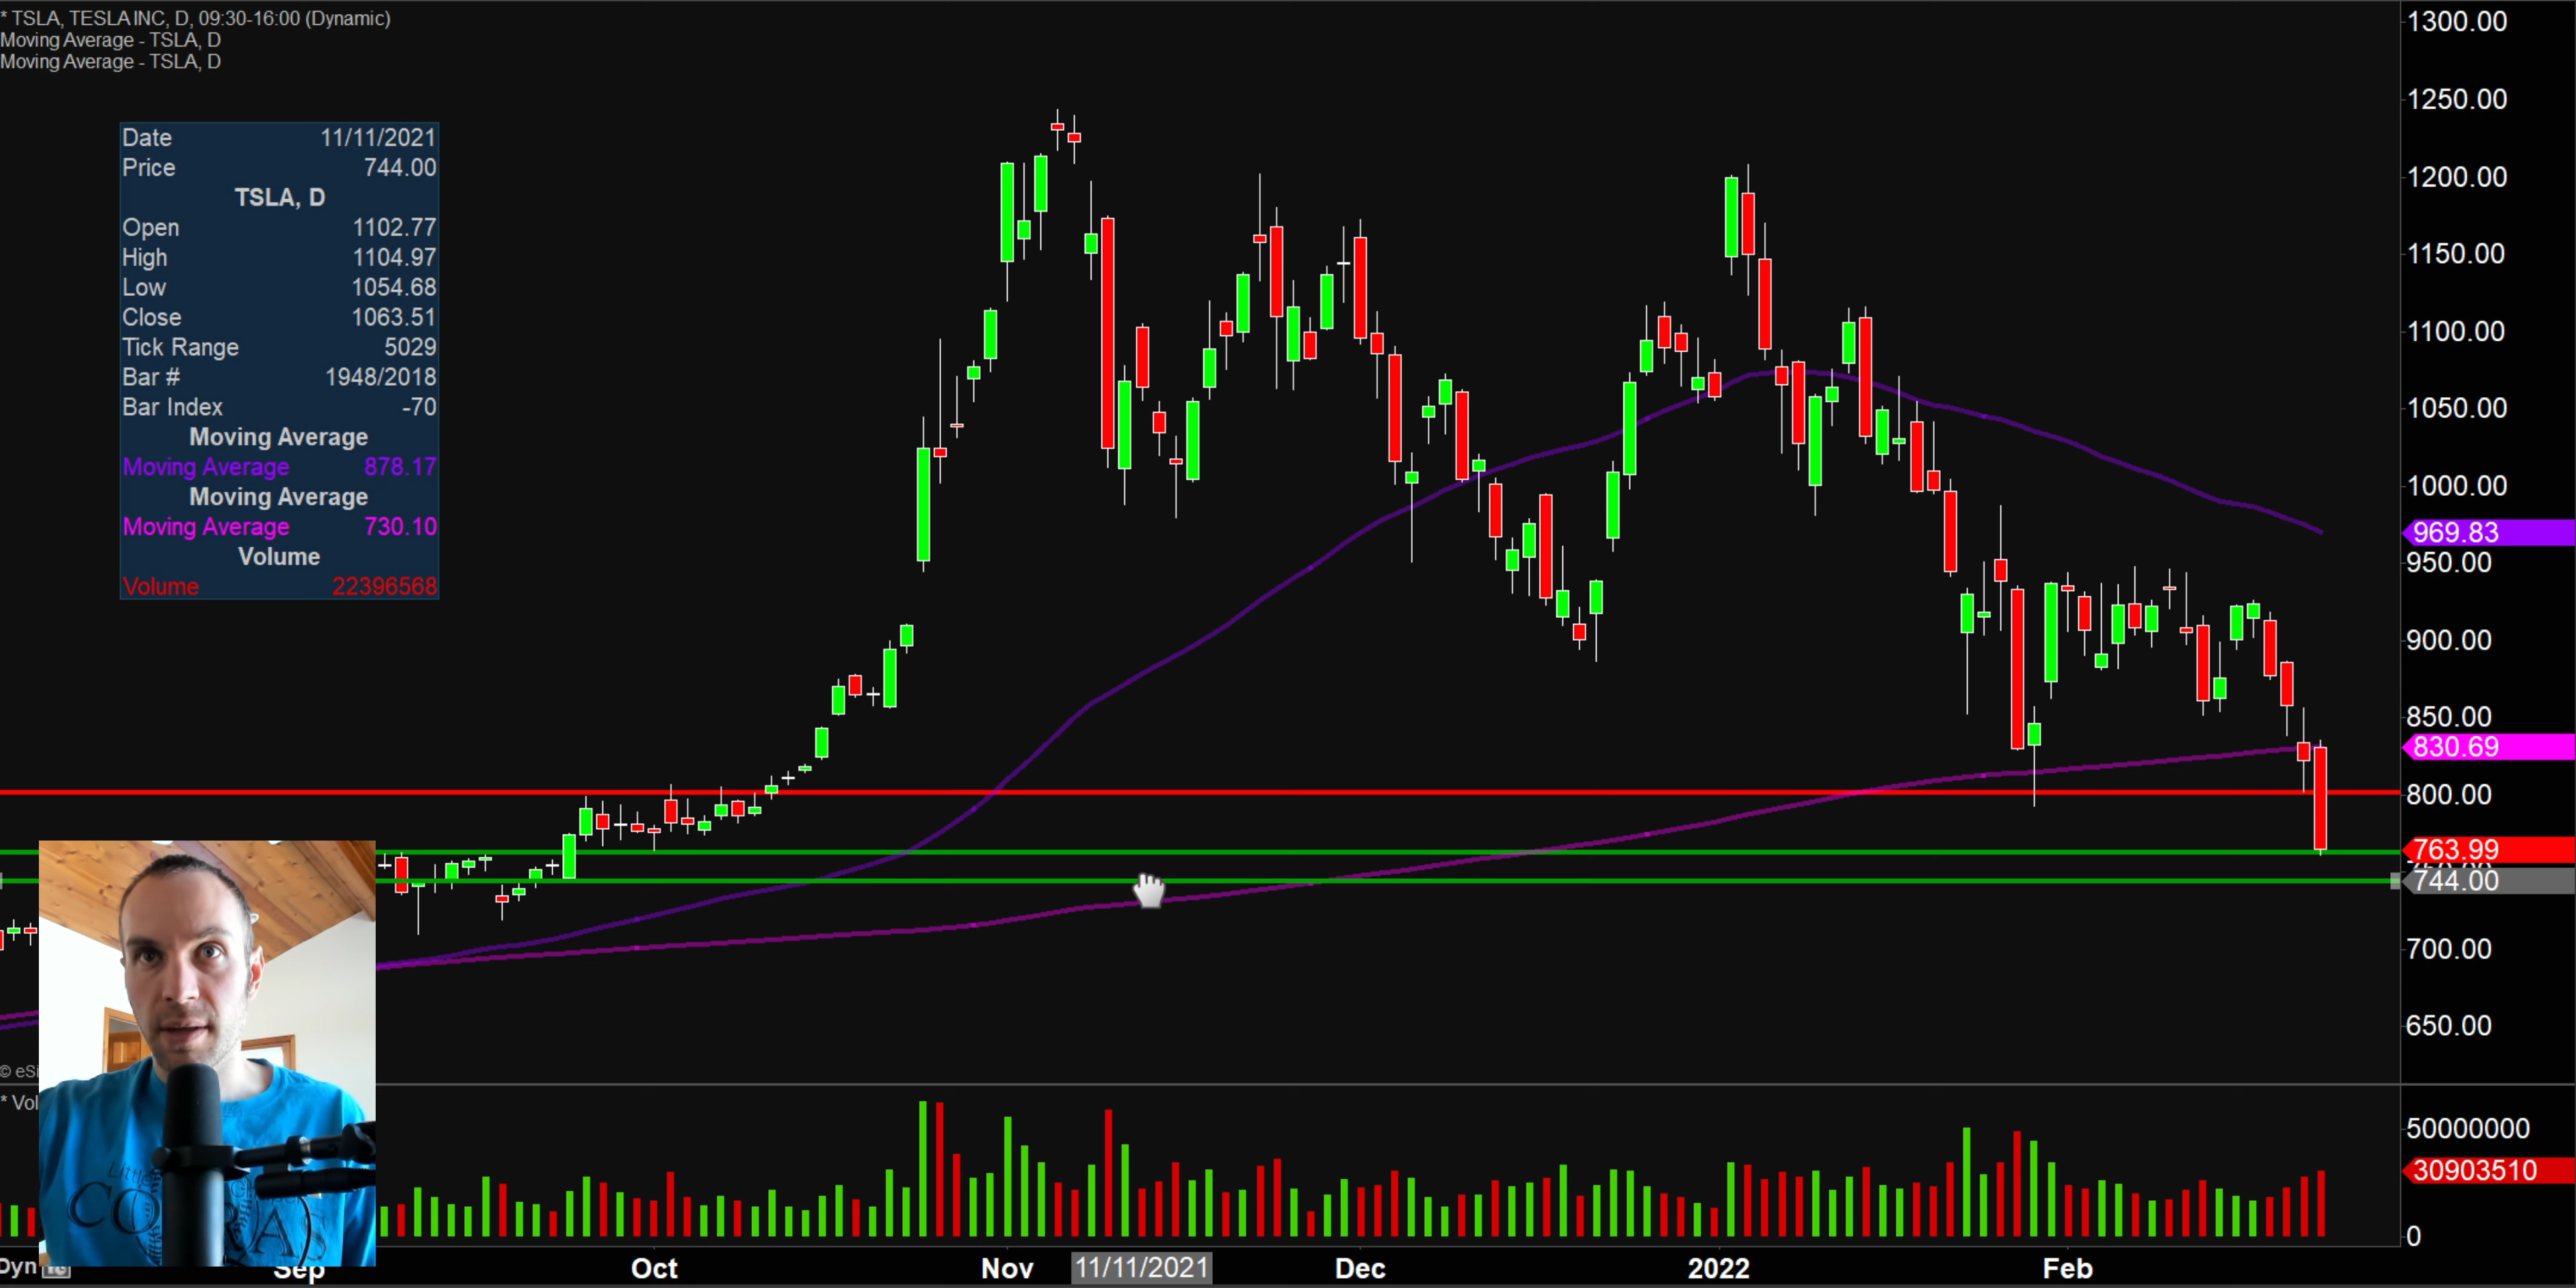 * TSLA, TESLA INC, D, 09:30-16:00 (Dynamic)
Moving Average - TSLA, D
Moving Average - TSLA, D
Date 11/11/2021
Price 744.00
TSLA, D
Open 1102.77
High 1104.97
Low 1054.68
Close 1063.51
Tick Range 5029
Bar # 1948/2018
Bar Index -70
Moving Average
Moving Average 878.17
Moving Average
Moving Average 730.10
Volume
Volume 22396568
1300.00
1250.00
1200.00
1150.00
1100.00
1050.00
1000.00
969.83
950.00
900.00
850.00
830.69
800.00
763.99
744.00
700.00
650.00
© eSi
* Vol
50000000
30903510
0
Dyn
Sep Oct Nov 11/11/2021 Dec 2022 Feb